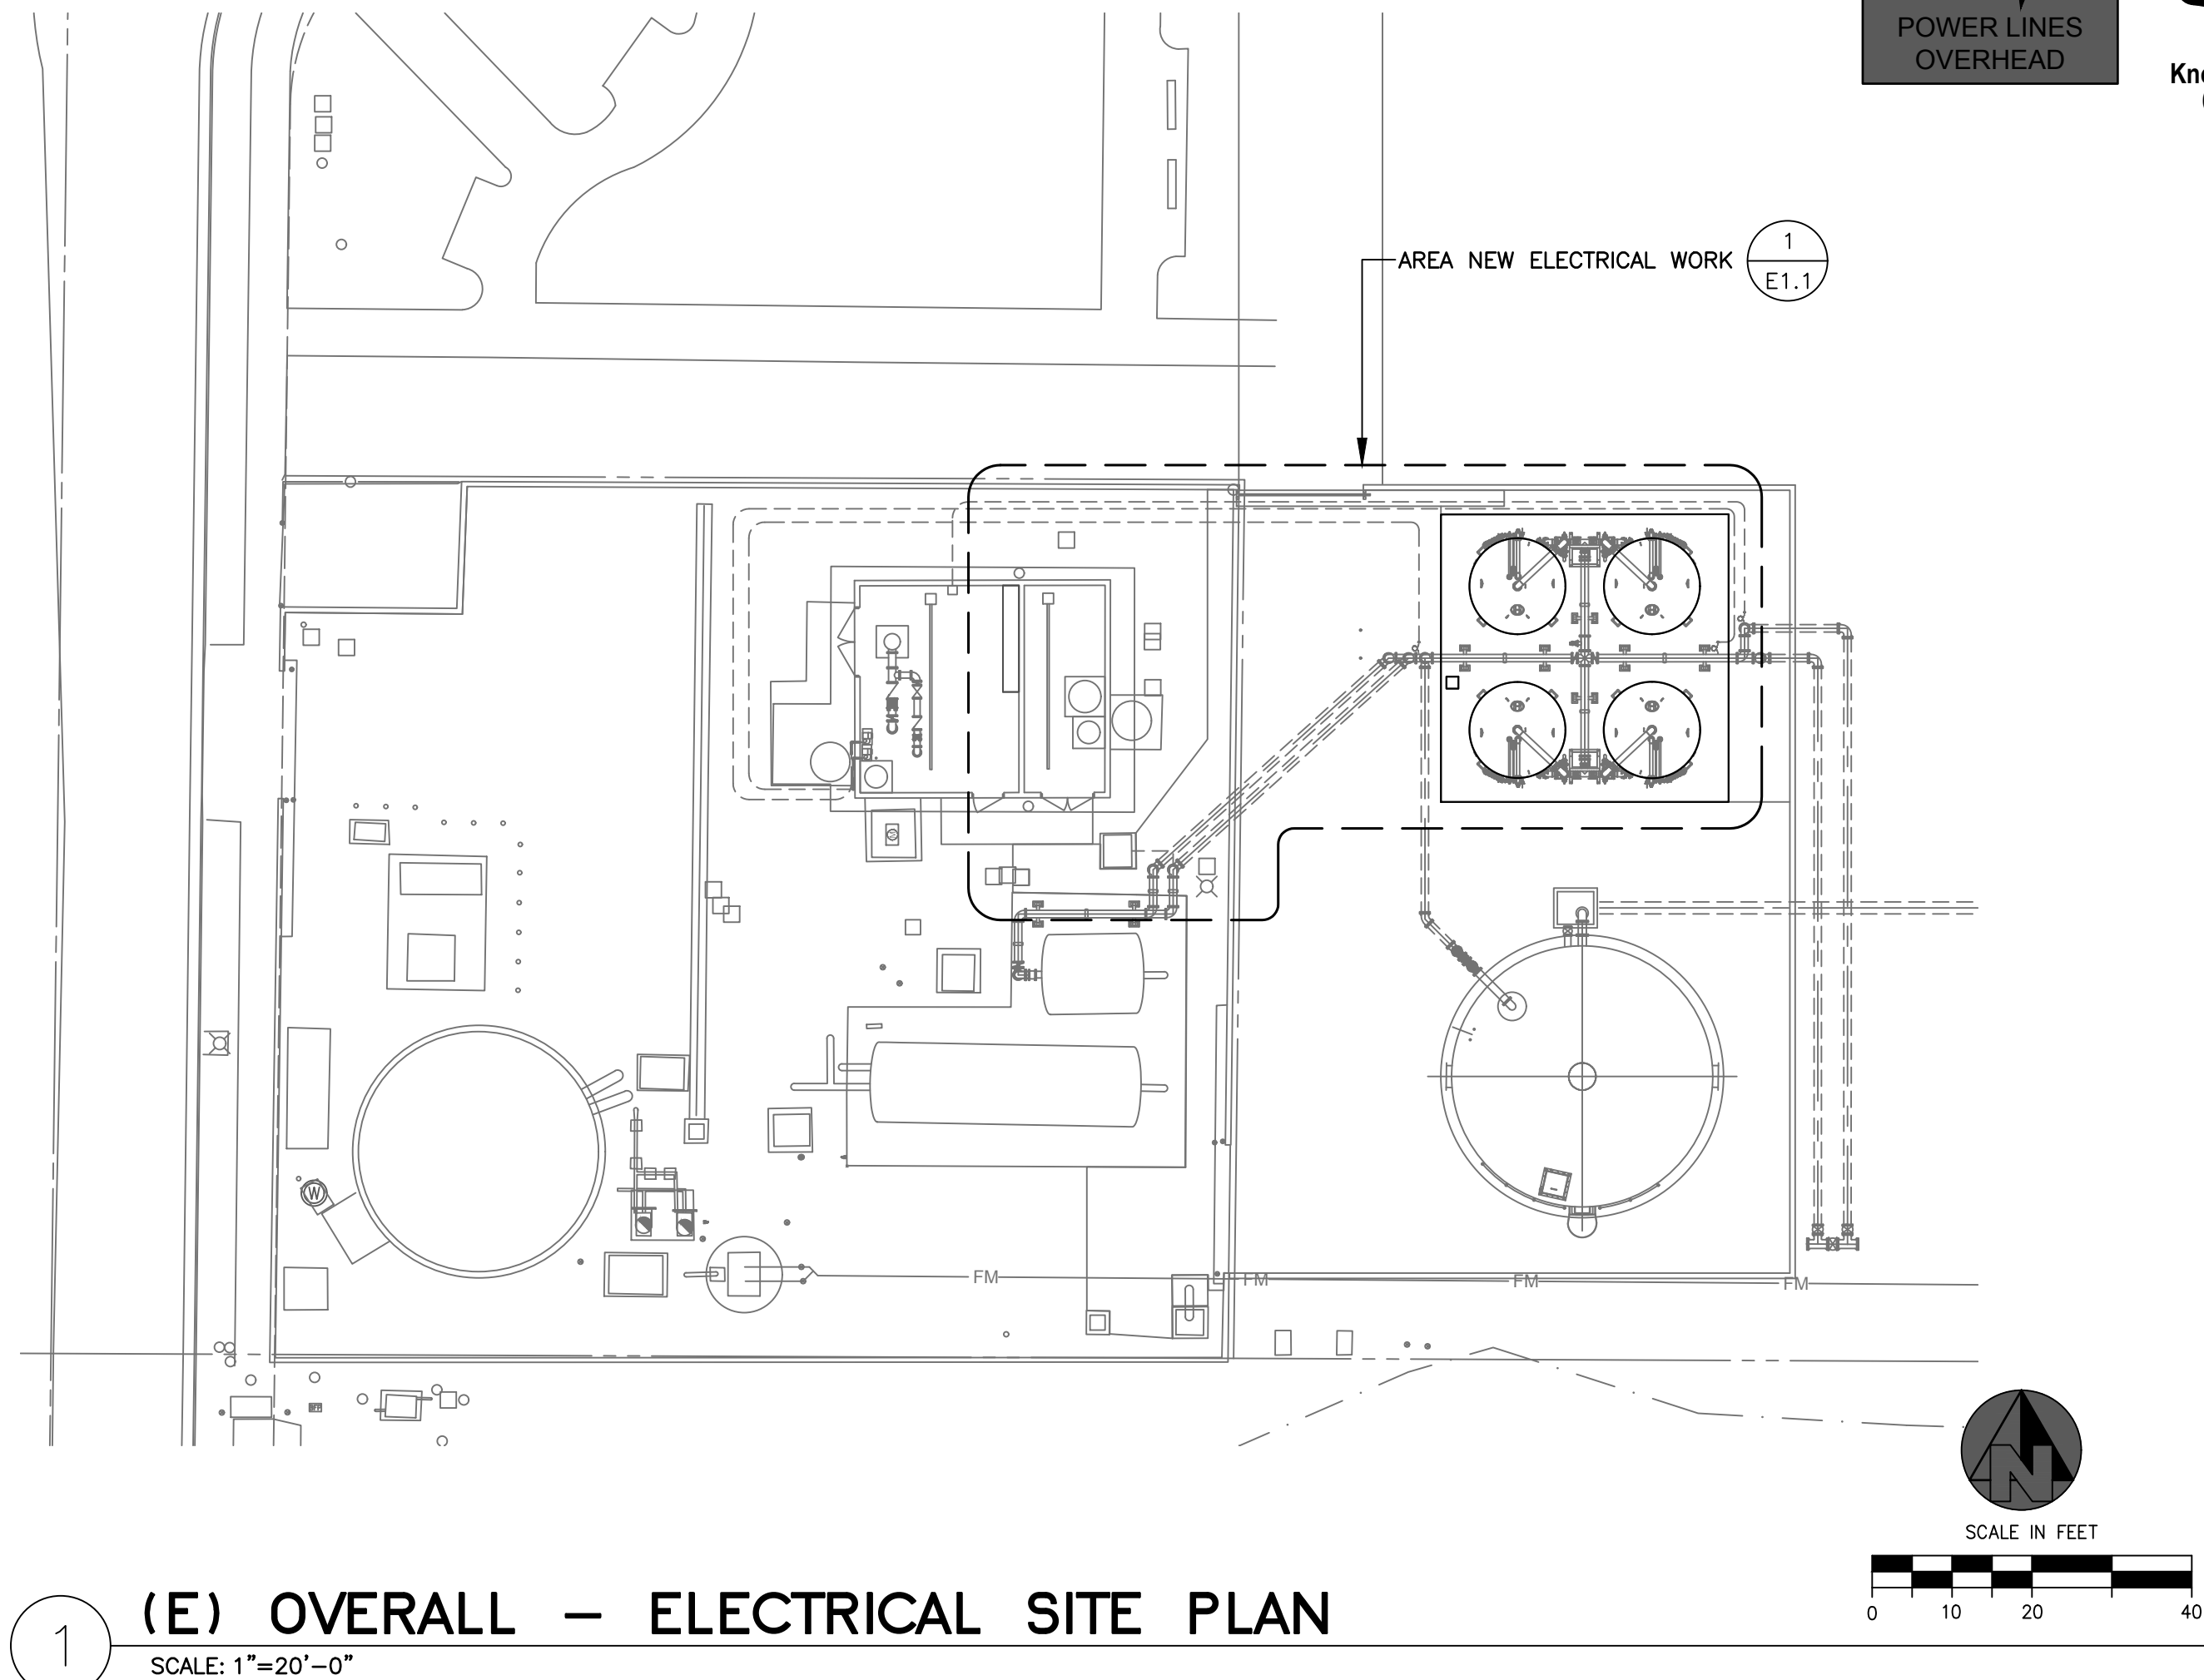 POWER LINES
OVERHEAD
Kn
AREA NEW ELECTRICAL WORK
1
E1.1
W
FM
FM
FM
FM
N
SCALE IN FEET
0 10 20 40
1
(E) OVERALL – ELECTRICAL SITE PLAN
SCALE: 1"=20'-0"